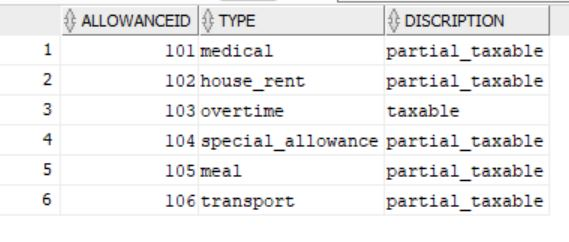 ALLOWANCEID TYPE DISCRIPTION
1 101 medical partial_taxable
2 102 house_rent partial_taxable
3 103 overtime taxable
4 104 special_allowance partial_taxable
5 105 meal partial_taxable
6 106 transport partial_taxable